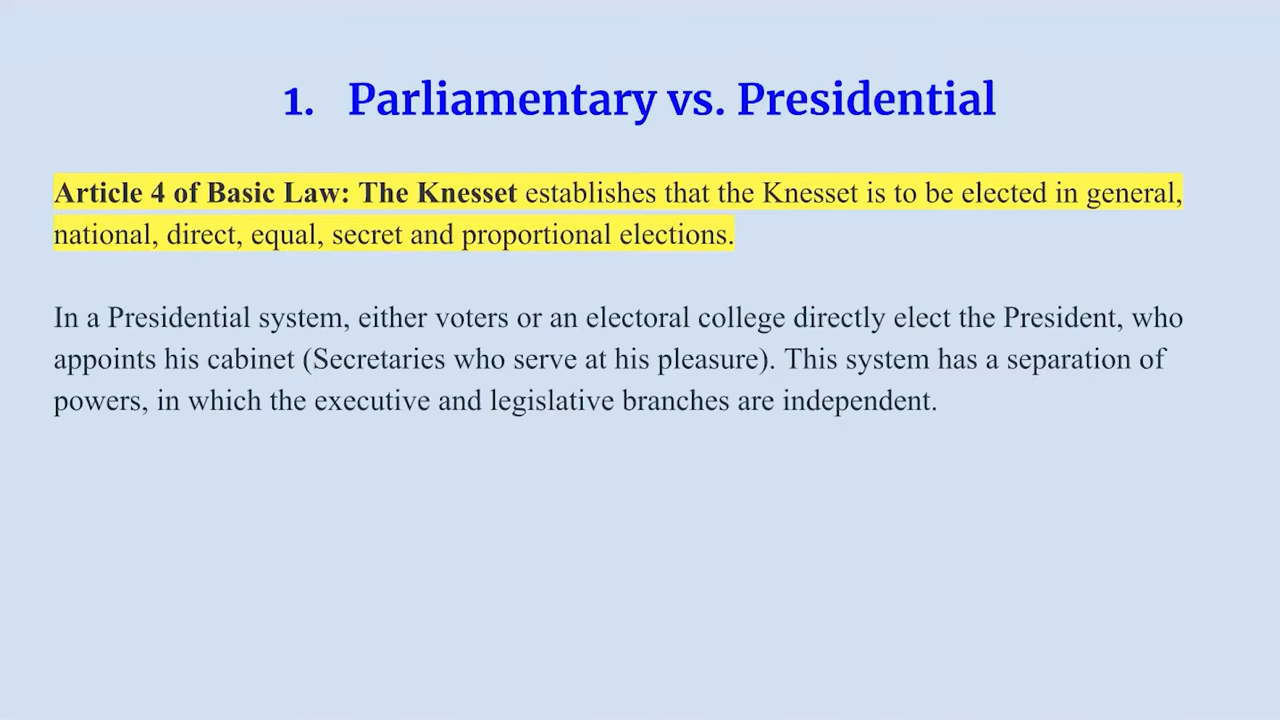 1. Parliamentary vs. Presidential
Article 4 of Basic Law: The Knesset establishes that the Knesset is to be elected in general,
national, direct, equal, secret and proportional elections.
In a Presidential system, either voters or an electoral college directly elect the President, who
appoints his cabinet (Secretaries who serve at his pleasure). This system has a separation of
powers, in which the executive and legislative branches are independent.